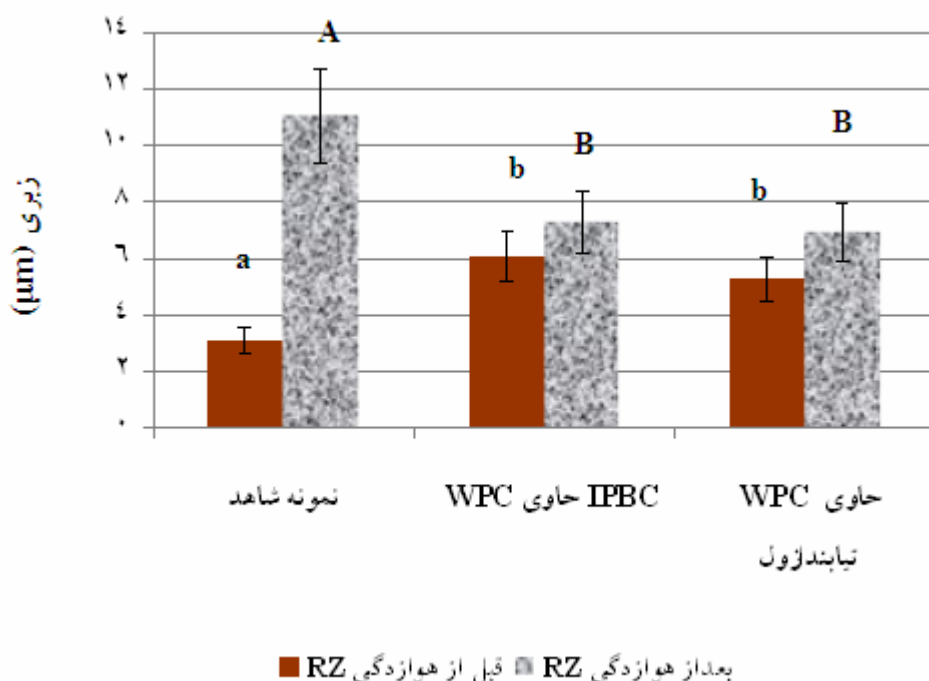 زبری (µm)
۱۴
۱۲
۱۰
۸
۶
۴
۲
۰
a
A
b
B
b
B
نمونه شاهد
WPC حاوی IPBC
حاوی WPC
تیابندازول
RZ قبل از هوازدگی
RZ بعداز هوازدگی